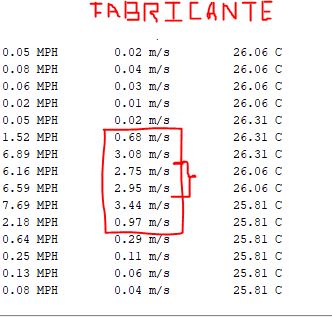 FABRICANTE
0.05 MPH 0.02 m/s 26.06 C
0.08 MPH 0.04 m/s 26.06 C
0.06 MPH 0.03 m/s 26.06 C
0.02 MPH 0.01 m/s 26.06 C
0.05 MPH 0.02 m/s 26.31 C
1.52 MPH 0.68 m/s 26.31 C
6.89 MPH 3.08 m/s 26.31 C
6.16 MPH 2.75 m/s 26.06 C
6.59 MPH 2.95 m/s 26.06 C
7.69 MPH 3.44 m/s 25.81 C
2.18 MPH 0.97 m/s 25.81 C
0.64 MPH 0.29 m/s 25.81 C
0.25 MPH 0.11 m/s 25.81 C
0.13 MPH 0.06 m/s 25.81 C
0.08 MPH 0.04 m/s 25.81 C